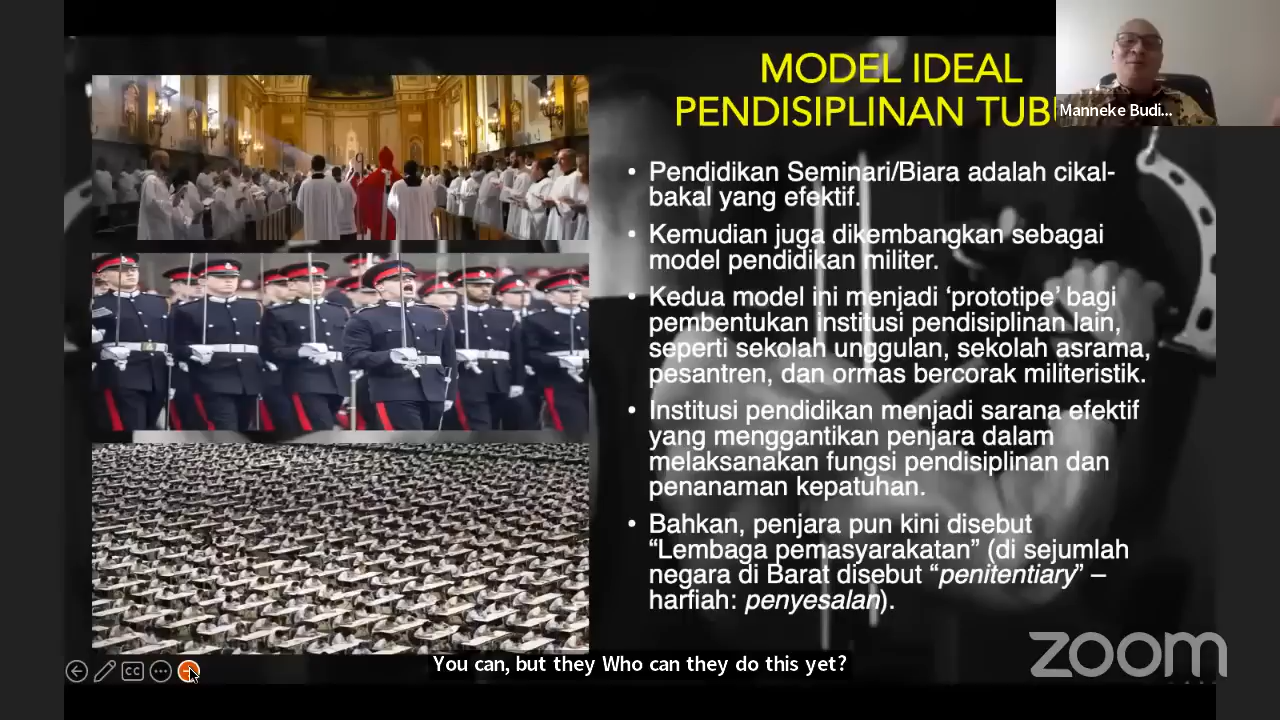 MODEL IDEAL
PENDISIPLINAN
Manneke Budi...
• Pendidikan Seminari/Biara adalah cikal-
bakal yang efektif.
• Kemudian juga dikembangkan sebagai
model pendidikan militer.
• Kedua model ini menjadi ‘prototipe’ bagi
pembentukan institusi pendisiplinan lain,
seperti sekolah unggulan, sekolah asrama,
pesantren, dan ormas bercorak militeristik.
• Institusi pendidikan menjadi sarana efektif
yang menggantikan penjara dalam
melaksanakan fungsi pendisiplinan dan
penanaman kepatuhan.
• Bahkan, penjara pun kini disebut
“Lembaga pemasyarakatan” (di sejumlah
negara di Barat disebut “penitentiary” –
harfiah: penyesalan).
CC
You can, but they Who can they do this yet?
zoom